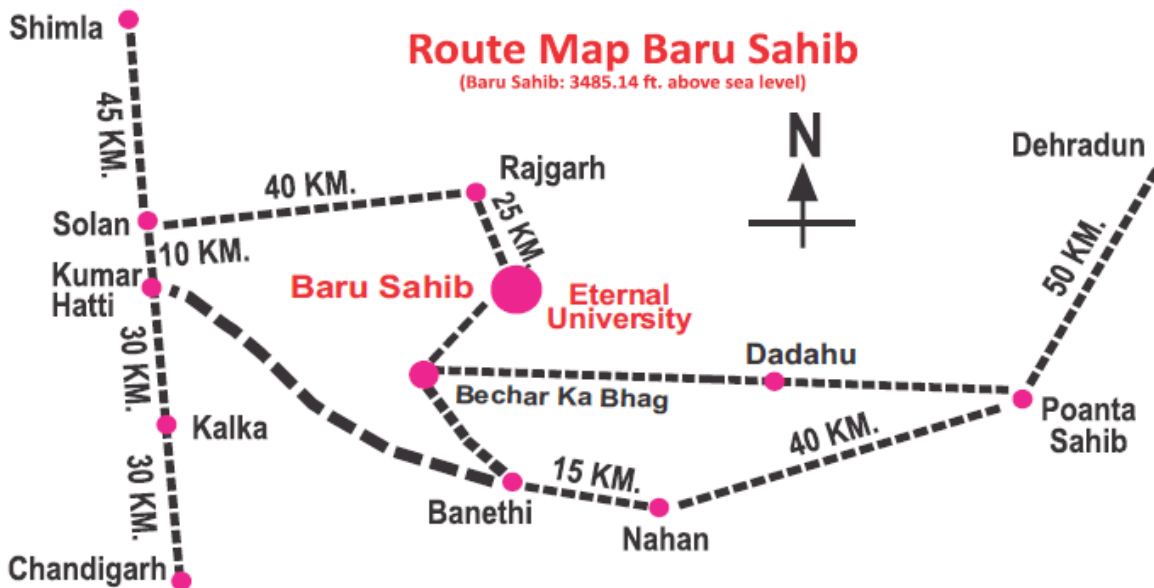 Shimla
Route Map Baru Sahib
(Baru Sahib: 3485.14 ft. above sea level)
45 KM.
N
Dehradun
Rajgarh
40 KM.
25 KM
Solan
10 KM.
Kumar
Hatti
Baru Sahib
Eternal
University
50 KM.
30 KM.
Dadahu
Bechar Ka Bhag
Kalka
Poanta
Sahib
40 KM.
15 KM.
30 KM.
Banethi
Nahan
Chandigarh